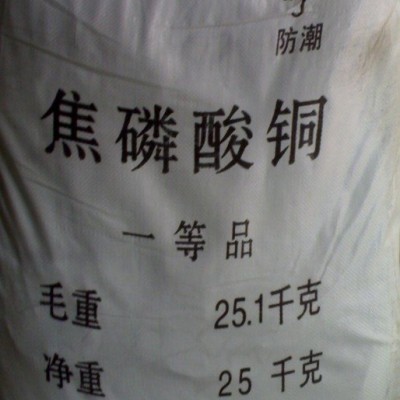 防潮
焦磷酸铜
一等品
毛重 25.1千克
净重 25 千克